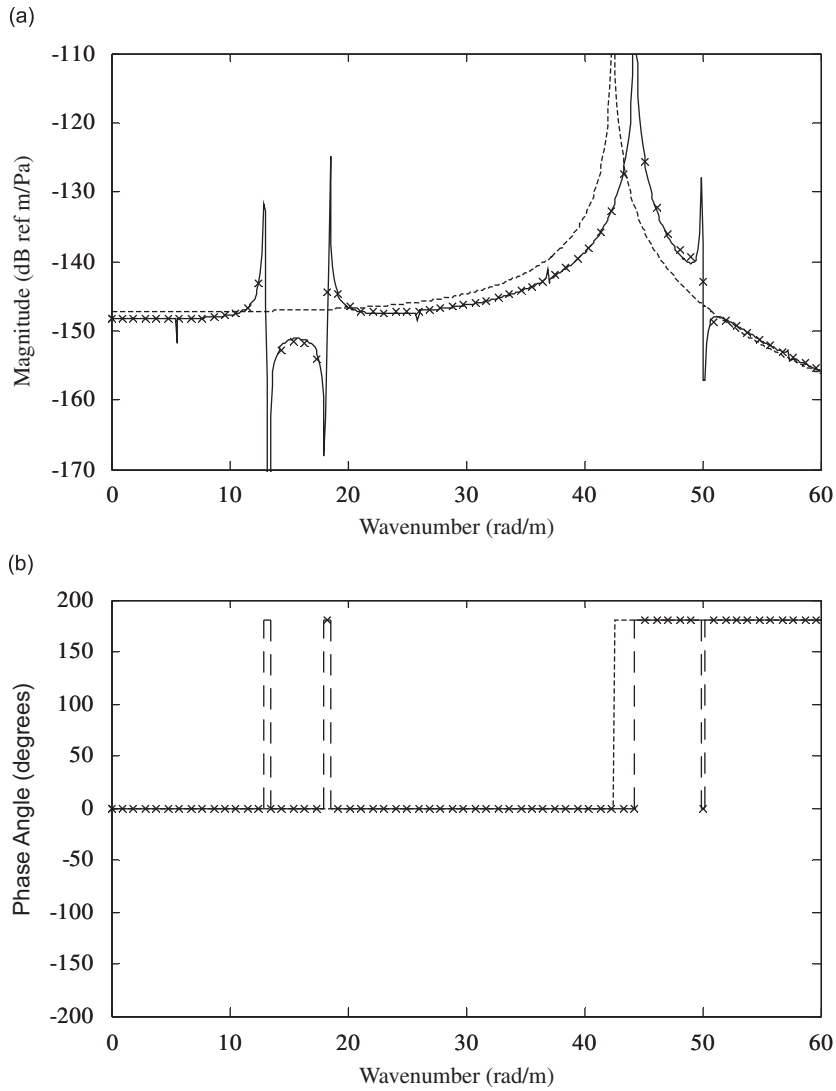 (a)
-110
-120
-130
-140
-150
-160
-170
Magnitude (dB ref m/Pa)
0 10 20 30 40 50 60
Wavenumber (rad/m)
(b)
200
150
100
50
0
-50
-100
-150
-200
Phase Angle (degrees)
0 10 20 30 40 50 60
Wavenumber (rad/m)